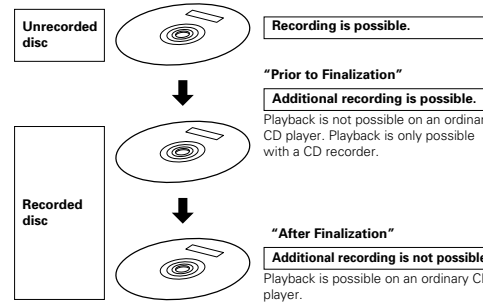 Unrecorded
disc
Recording is possible.
"Prior to Finalization"
Additional recording is possible.
Playback is not possible on an ordinar
CD player. Playback is only possible
with a CD recorder.
Recorded
disc
"After Finalization"
Additional recording is not possible
Playback is possible on an ordinary C
player.